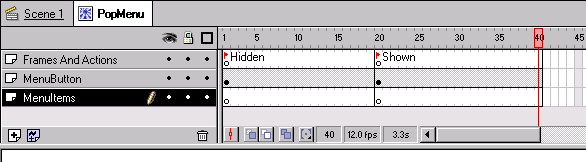 Scene 1 PopMenu
1 5 10 15 20 25 30 35 40 45
Frames And Actions Hidden Shown
MenuButton
MenuItems
40 12.0 fps 3.3s